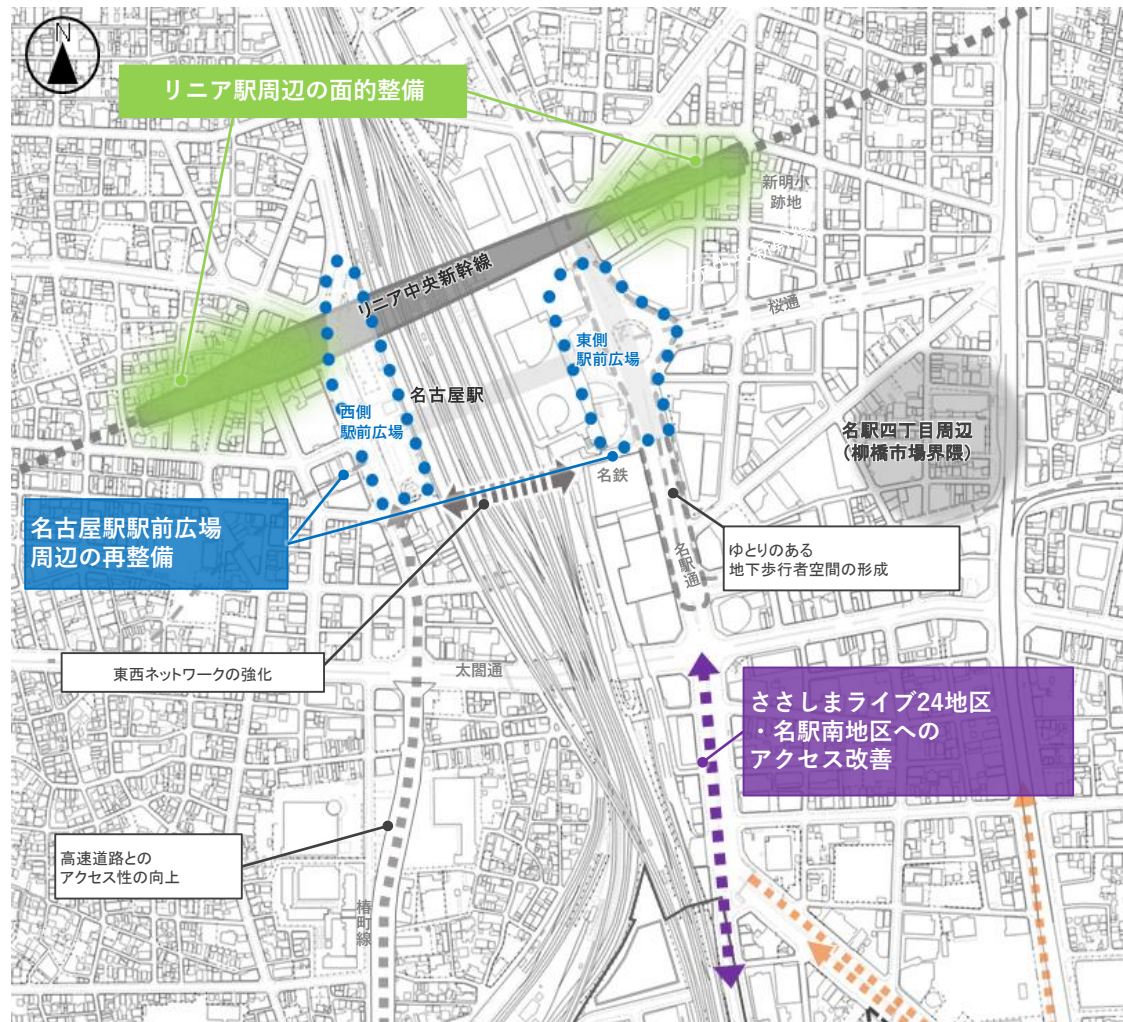 N
リニア駅周辺の面的整備
新明小
跡地
リニア中央新幹線
桜通
東側
駅前広場
名古屋駅
西側
駅前広場
名駅四丁目周辺
（柳橋市場界隈）
名鉄
名古屋駅駅前広場
周辺の再整備
ゆとりのある
地下歩行者空間の形成
名駅通
東西ネットワークの強化
太閤通
ささしまライブ24地区
・名駅南地区への
アクセス改善
高速道路との
アクセス性の向上
椿町線